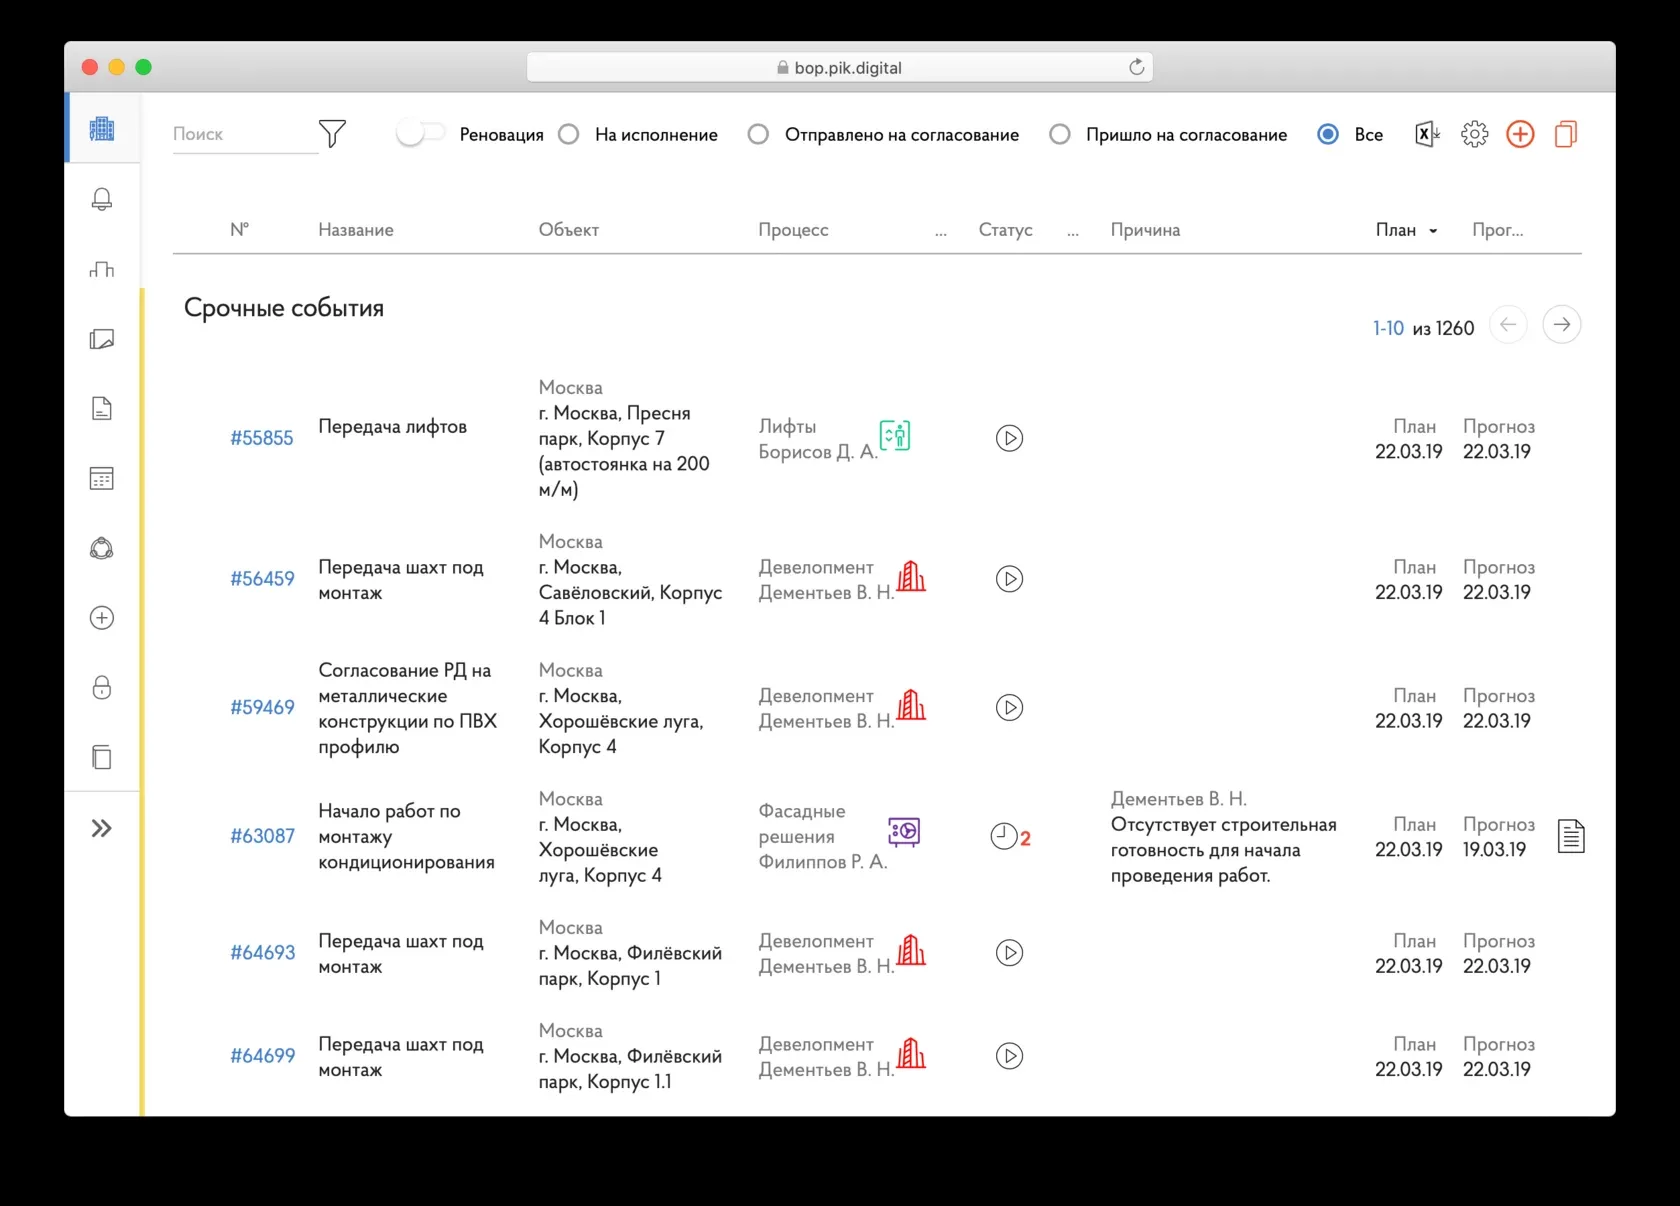 bop.pik.digital
Поиск
Реновация
На исполнение
Отправлено на согласование
Пришло на согласование
Все
N° Название Объект Процесс ... Статус ... Причина План Прог...
Срочные события
1-10 из 1260
#55855
Передача лифтов
Москва
г. Москва, Пресня
парк, Корпус 7
(автостоянка на 200
м/м)
Лифты
Борисов Д. А.
План
22.03.19
Прогноз
22.03.19
#56459
Передача шахт под
монтаж
Москва
г. Москва,
Савёловский, Корпус
4 Блок 1
Девелопмент
Дементьев В. Н.
План
22.03.19
Прогноз
22.03.19
#59469
Согласование РД на
металлические
конструкции по ПВХ
профилю
Москва
г. Москва,
Хорошёвские луга,
Корпус 4
Девелопмент
Дементьев В. Н.
План
22.03.19
Прогноз
22.03.19
#63087
Начало работ по
монтажу
кондиционирования
Москва
г. Москва,
Хорошёвские
луга, Корпус 4
Фасадные
решения
Филиппов Р. А.
2
Дементьев В. Н.
Отсутствует строительная
готовность для начала
проведения работ.
План
22.03.19
Прогноз
19.03.19
#64693
Передача шахт под
монтаж
Москва
г. Москва, Филёвский
парк, Корпус 1
Девелопмент
Дементьев В. Н.
План
22.03.19
Прогноз
22.03.19
#64699
Передача шахт под
монтаж
Москва
г. Москва, Филёвский
парк, Корпус 1.1
Девелопмент
Дементьев В. Н.
План
22.03.19
Прогноз
22.03.19